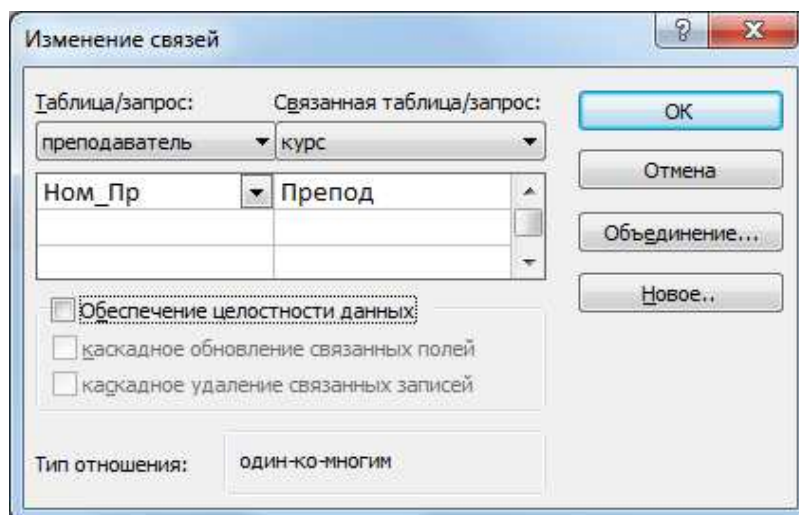 Изменение связей
Таблица/запрос: Связанная таблица/запрос:
преподаватель курс
Ном_Пр Препод
Обеспечение целостности данных
каскадное обновление связанных полей
каскадное удаление связанных записей
Тип отношения: один-ко-многим
ОК
Отмена
Объединение...
Новое..